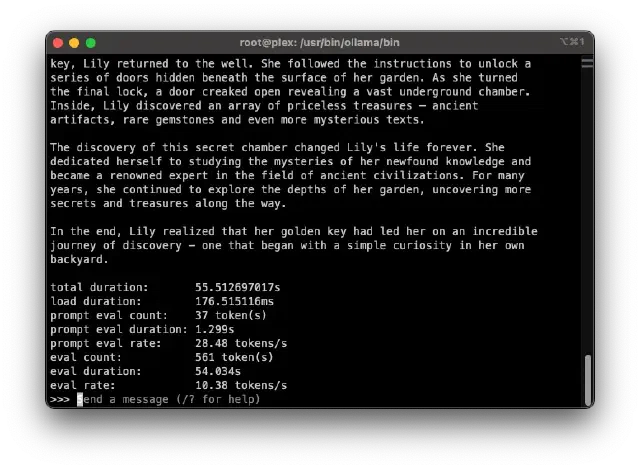 root@plex: /usr/bin/ollama/bin
⌥⌘1
key, Lily returned to the well. She followed the instructions to unlock a
series of doors hidden beneath the surface of her garden. As she turned
the final lock, a door creaked open revealing a vast underground chamber.
Inside, Lily discovered an array of priceless treasures – ancient
artifacts, rare gemstones and even more mysterious texts.
The discovery of this secret chamber changed Lily's life forever. She
dedicated herself to studying the mysteries of her newfound knowledge and
became a renowned expert in the field of ancient civilizations. For many
years, she continued to explore the depths of her garden, uncovering more
secrets and treasures along the way.
In the end, Lily realized that her golden key had led her on an incredible
journey of discovery – one that began with a simple curiosity in her own
backyard.
total duration: 55.512697017s
load duration: 176.515116ms
prompt eval count: 37 token(s)
prompt eval duration: 1.299s
prompt eval rate: 28.48 tokens/s
eval count: 561 token(s)
eval duration: 54.034s
eval rate: 10.38 tokens/s
>>> Send a message (/? for help)